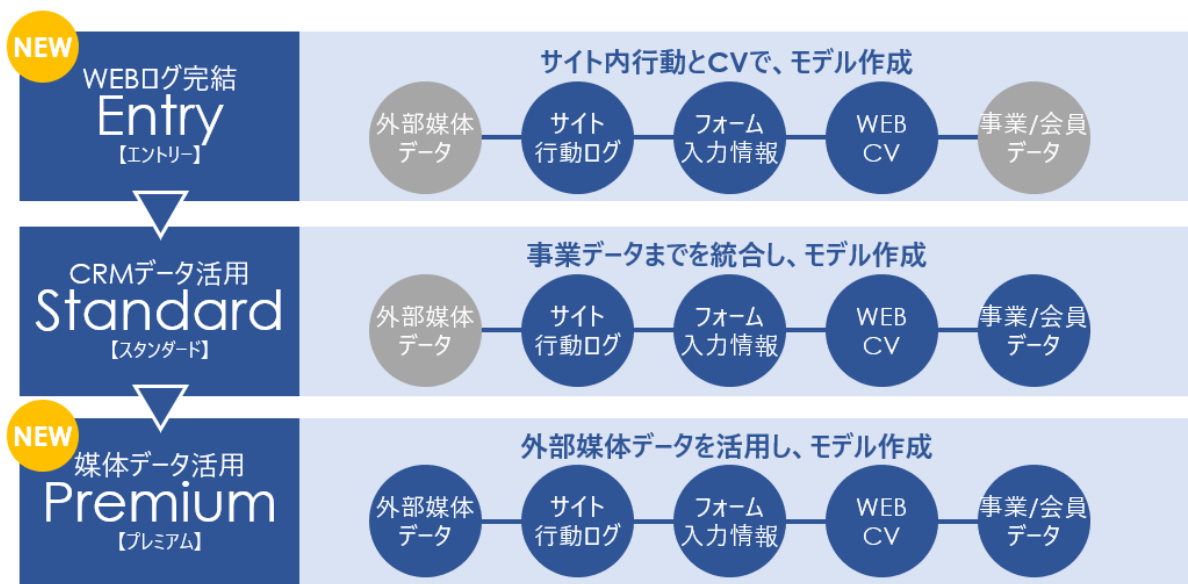 NEW
WEBログ完結
Entry
【エントリー】
サイト内行動とCVで、モデル作成
外部媒体
データ
サイト
行動ログ
フォーム
入力情報
WEB
CV
事業/会員
データ
CRMデータ活用
Standard
【スタンダード】
事業データまでを統合し、モデル作成
外部媒体
データ
サイト
行動ログ
フォーム
入力情報
WEB
CV
事業/会員
データ
NEW
媒体データ活用
Premium
【プレミアム】
外部媒体データを活用し、モデル作成
外部媒体
データ
サイト
行動ログ
フォーム
入力情報
WEB
CV
事業/会員
データ